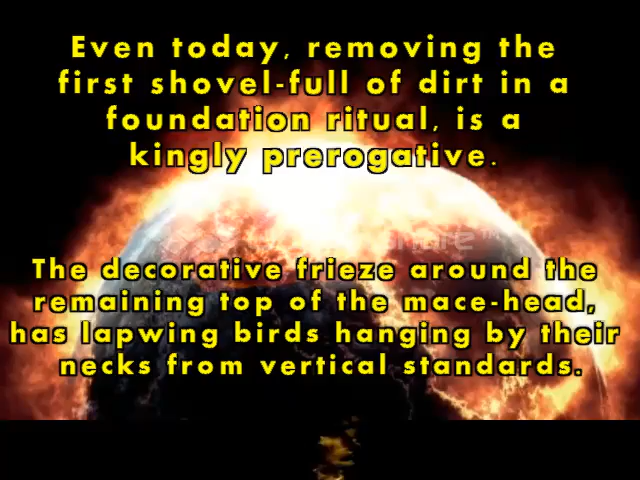 Even today, removing the
first shovel-full of dirt in a
foundation ritual, is a
kingly prerogative.
The decorative frieze around the
remaining top of the mace-head,
has lapwing birds hanging by their
necks from vertical standards.